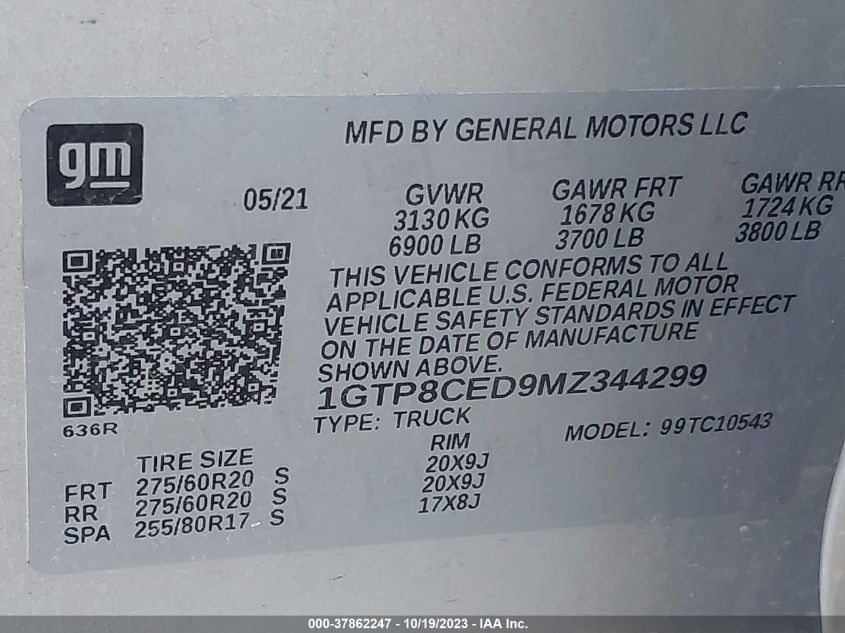 gm
MFD BY GENERAL MOTORS LLC
05/21 GVWR GAWR FRT GAWR RR
3130 KG 1678 KG 1724 KG
6900 LB 3700 LB 3800 LB
THIS VEHICLE CONFORMS TO ALL
APPLICABLE U.S. FEDERAL MOTOR
VEHICLE SAFETY STANDARDS IN EFFECT
ON THE DATE OF MANUFACTURE
SHOWN ABOVE.
1GTP8CED9MZ344299
636R
TYPE: TRUCK MODEL: 99TC10543
TIRE SIZE RIM
FRT 275/60R20 S 20X9J
RR 275/60R20 S 20X9J
SPA 255/80R17 S 17X8J
000-37862247 - 10/19/2023 - IAA Inc.